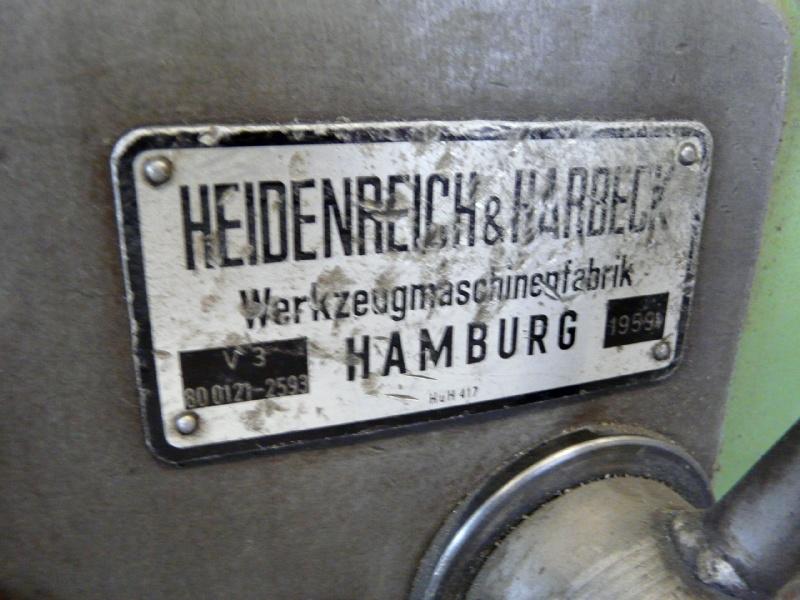 HEIDENREICH & HARBECK
Werkzeugmaschinenfabrik
HAMBURG
V 3
80 0121-2593
1959
HuH 417